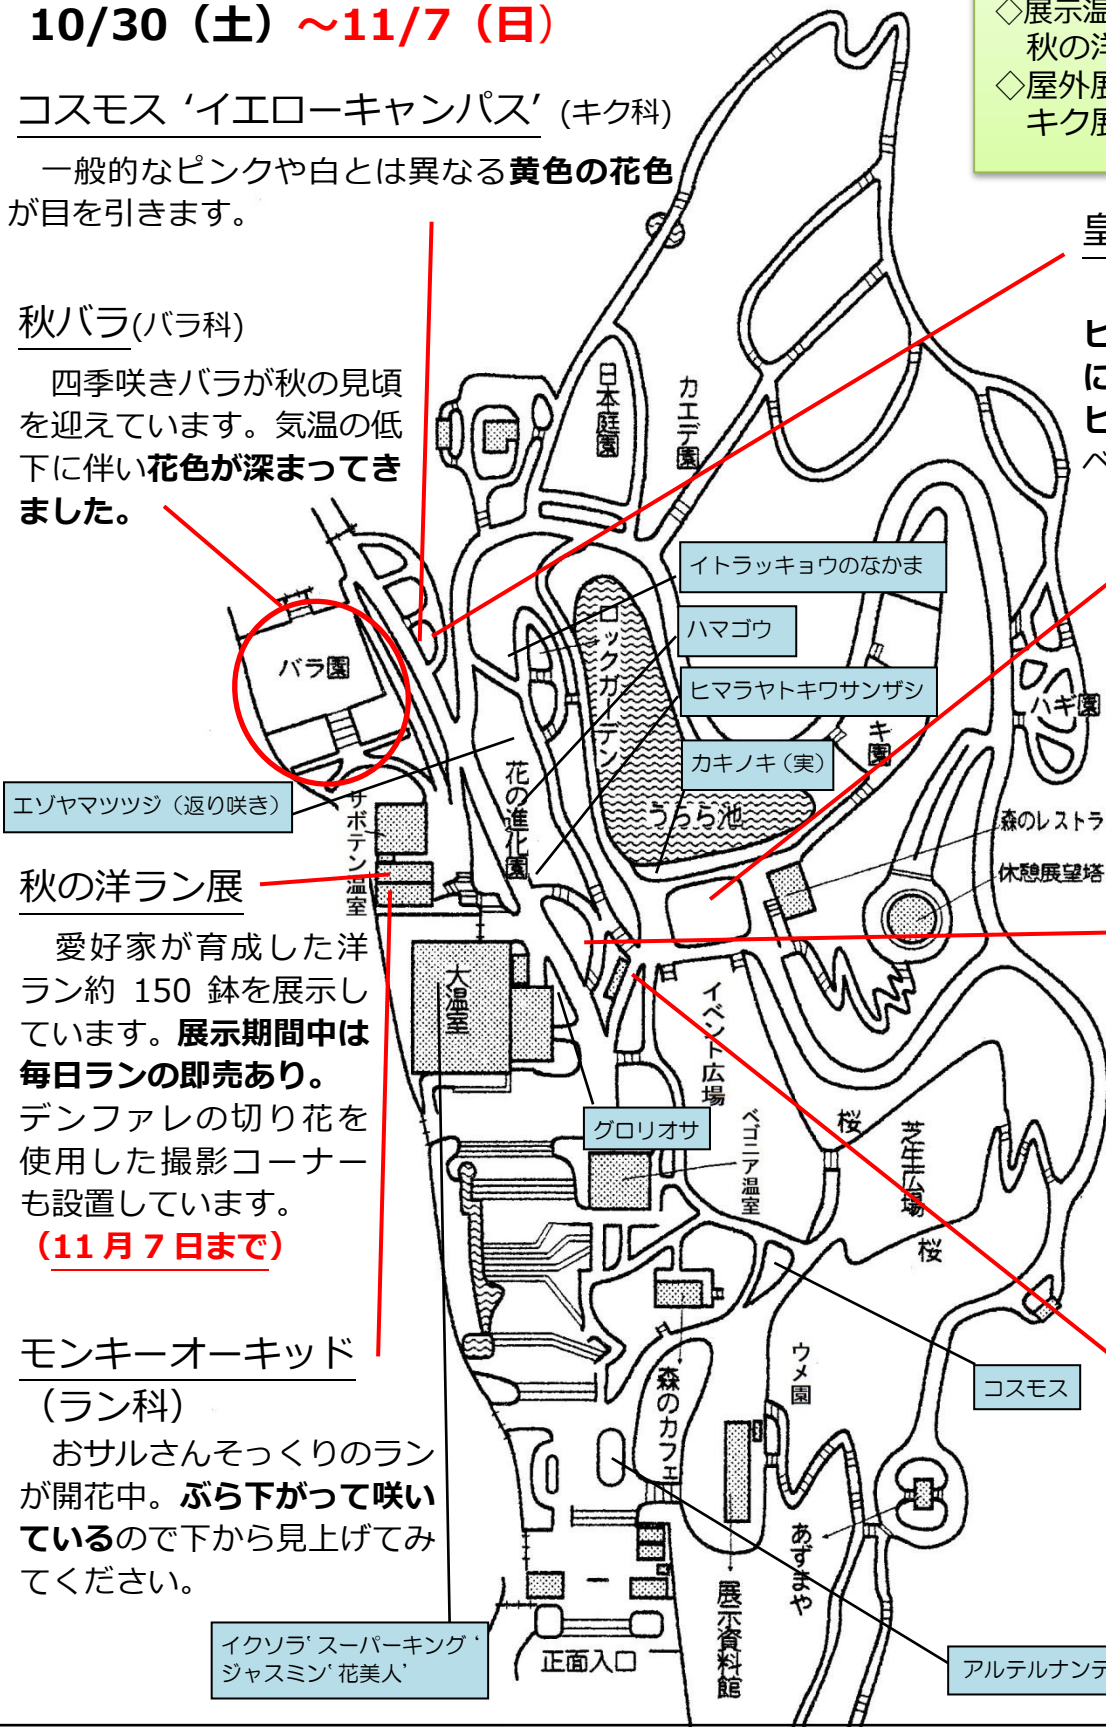 10/30（土）～11/7（日）
◇展示温
秋の洋
◇屋外展
キク展
コスモス ‘イエローキャンパス’ (キク科)
一般的なピンクや白とは異なる黄色の花色
が目を引きます。
皇
ヒ
に
ヒ
ベ
秋バラ(バラ科)
四季咲きバラが秋の見頃
を迎えています。気温の低
下に伴い花色が深まってき
ました。
日本庭園
カエデ園
イトラッキョウのなかま
ロックガーデン
ハマゴウ
バラ園
ヒマラヤトキワサンザシ
ハギ園
キ園
カキノキ（実）
花の進化園
エゾヤマツツジ（返り咲き）
サボテン温室
うらら池
森のレストラ
休憩展望塔
秋の洋ラン展
愛好家が育成した洋
ラン約 150 鉢を展示し
ています。展示期間中は
毎日ランの即売あり。
デンファレの切り花を
使用した撮影コーナー
も設置しています。
（11 月 7 日まで）
大温室
イベント広場
グロリオサ
ベゴニア温室
桜
芝生広場
桜
モンキーオーキッド
（ラン科）
おサルさんそっくりのラン
が開花中。ぶら下がって咲い
ているので下から見上げてみ
てください。
ウメ園
コスモス
森のカフェ
あずまや
展示資料館
イクソラ‘スーパーキング‘
ジャスミン‘花美人’
正面入口
アルテルナンテ